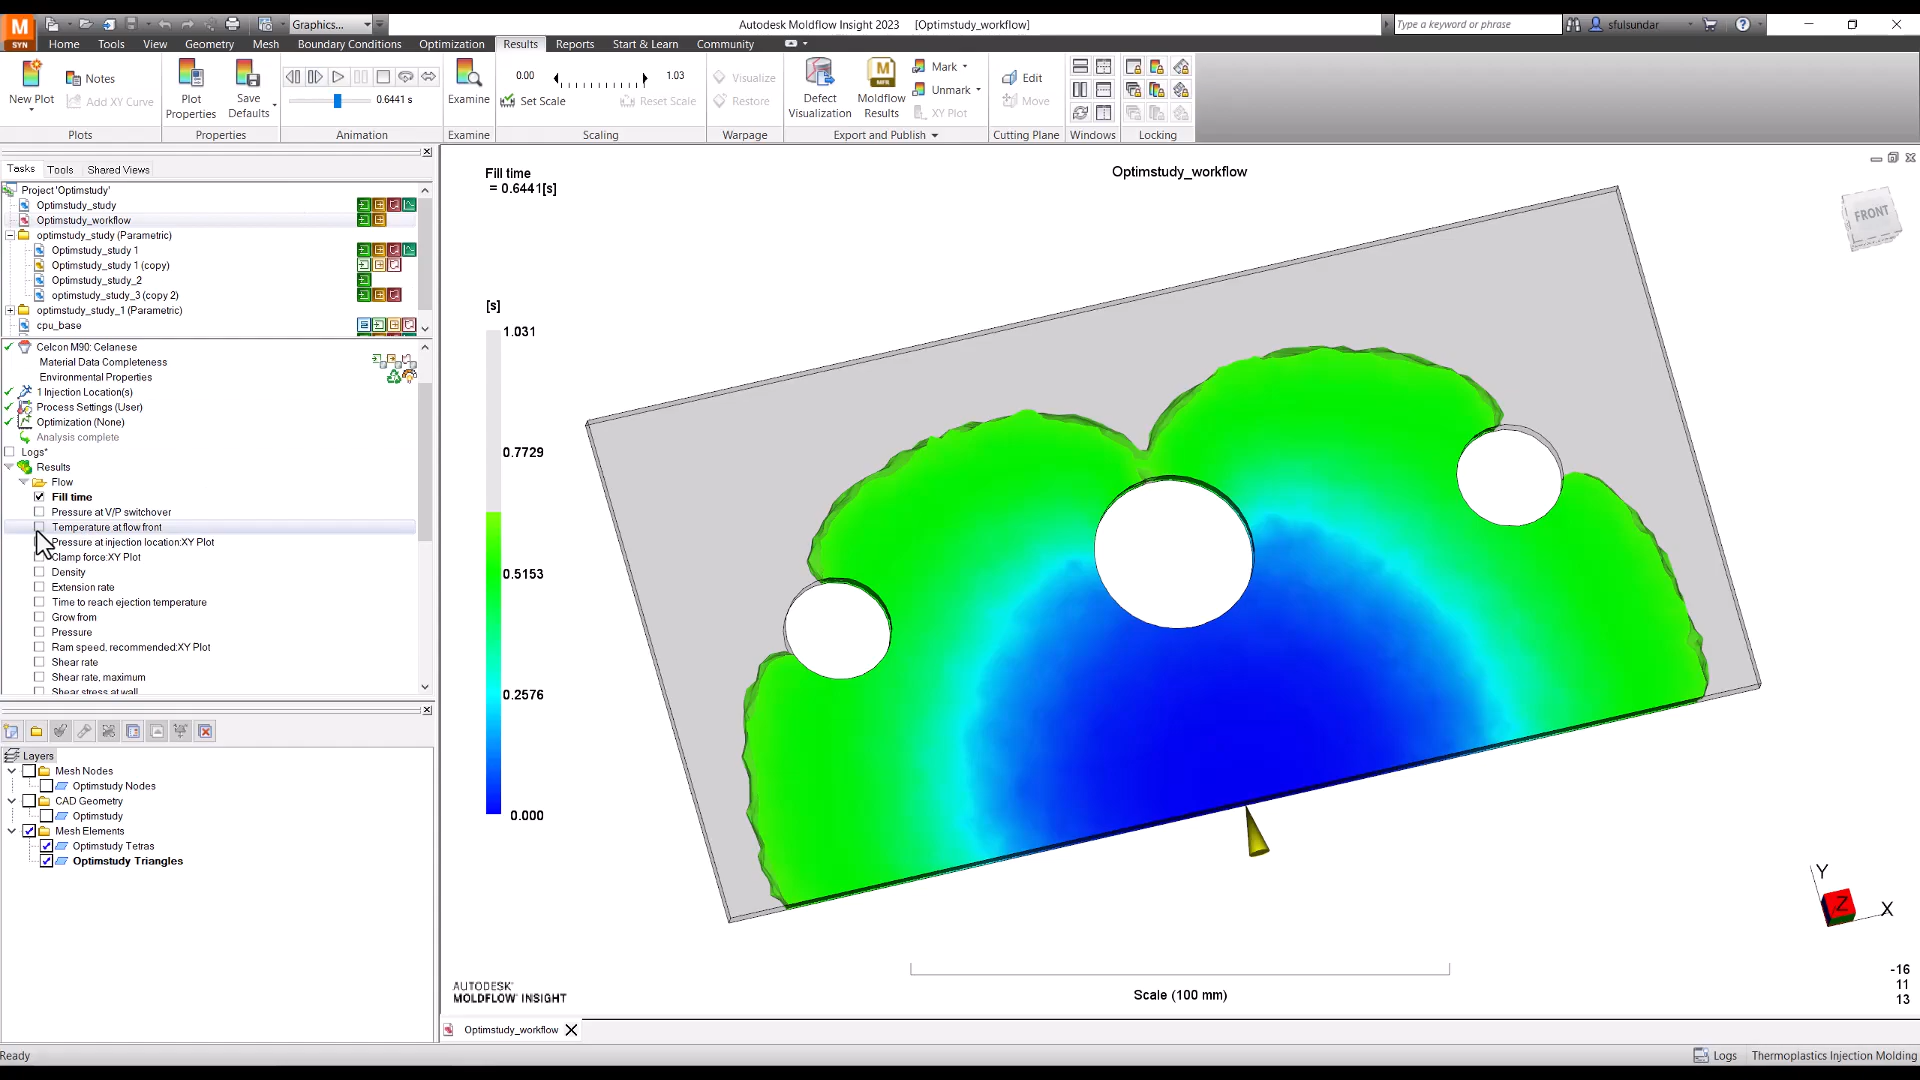 M
SYN
Graphics...
Autodesk Moldflow Insight 2023 [Optimstudy_workflow]
Type a keyword or phrase
sfulsundar
Home Tools View Geometry Mesh Boundary Conditions Optimization Results Reports Start & Learn Community
New Plot
Notes
Add XY Curve
Plot Properties
Save Defaults
0.6441 s
Examine
0.00 1.03
Set Scale Reset Scale
Visualize
Restore
Defect Visualization
Moldflow Results
Mark
Unmark
XY Plot
Edit
Move
Plots Properties Animation Examine Scaling Warpage Export and Publish Cutting Plane Windows Locking
Tasks Tools Shared Views
Project 'Optimstudy'
Optimstudy_study
Optimstudy_workflow
optimstudy_study (Parametric)
Optimstudy_study 1
Optimstudy_study 1 (copy)
Optimstudy_study_2
optimstudy_study_3 (copy 2)
optimstudy_study_1 (Parametric)
cpu_base
Celcon M90: Celanese
Material Data Completeness
Environmental Properties
1 Injection Location(s)
Process Settings (User)
Optimization (None)
Analysis complete
Logs*
Results
Flow
Fill time
Pressure at V/P switchover
Temperature at flow front
Pressure at injection location:XY Plot
Clamp force:XY Plot
Density
Extension rate
Time to reach ejection temperature
Grow from
Pressure
Ram speed, recommended:XY Plot
Shear rate
Shear rate, maximum
Shear stress at wall
Layers
Mesh Nodes
Optimstudy Nodes
CAD Geometry
Optimstudy
Mesh Elements
Optimstudy Tetras
Optimstudy Triangles
Fill time
= 0.6441[s]
Optimstudy_workflow
FRONT
[s]
1.031
0.7729
0.5153
0.2576
0.000
Y
Z
X
-16
11
13
Scale (100 mm)
AUTODESK®
MOLDFLOW® INSIGHT
Optimstudy_workflow
Ready
Logs Thermoplastics Injection Molding